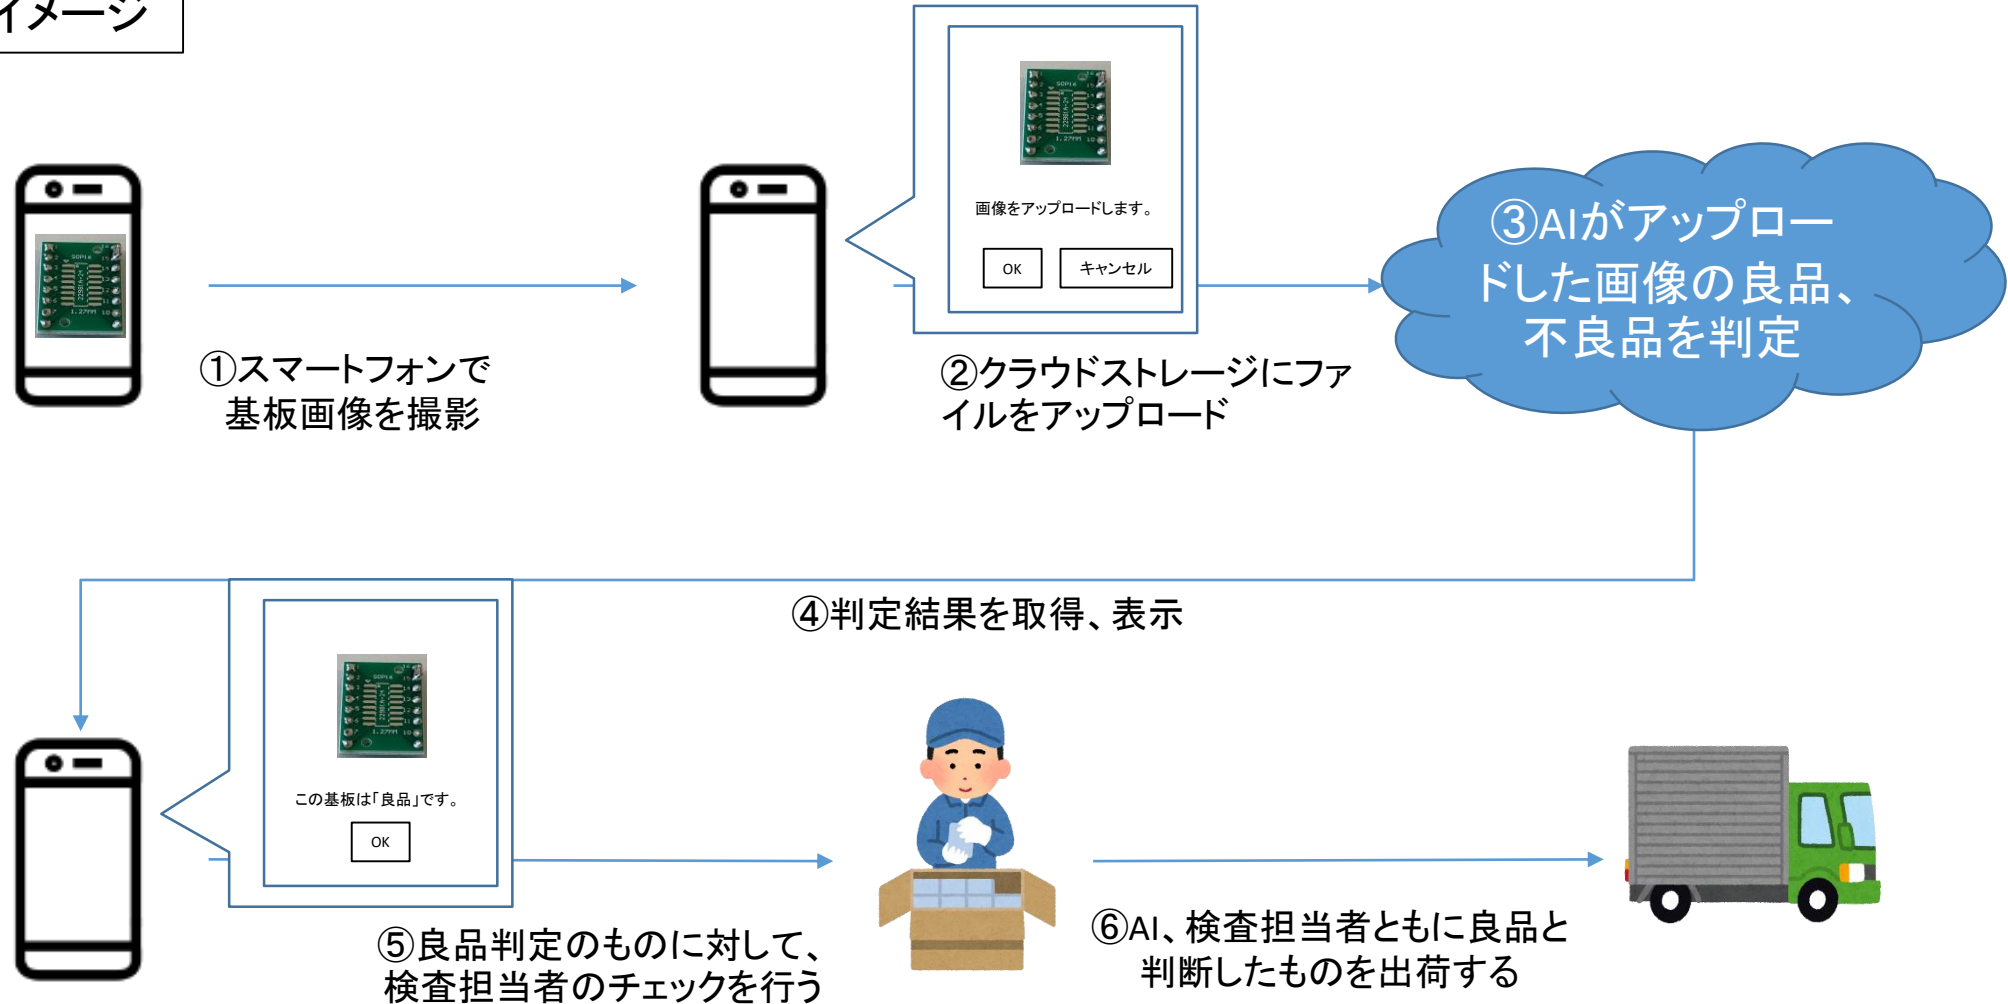 イメージ
SOP16
22981A+24
1.27MM
画像をアップロードします。
OK
キャンセル
①スマートフォンで
基板画像を撮影
②クラウドストレージにファ
イルをアップロード
③AIがアップロー
ドした画像の良品、
不良品を判定
④判定結果を取得、表示
この基板は「良品」です。
OK
⑤良品判定のものに対して、
検査担当者のチェックを行う
⑥AI、検査担当者ともに良品と
判断したものを出荷する